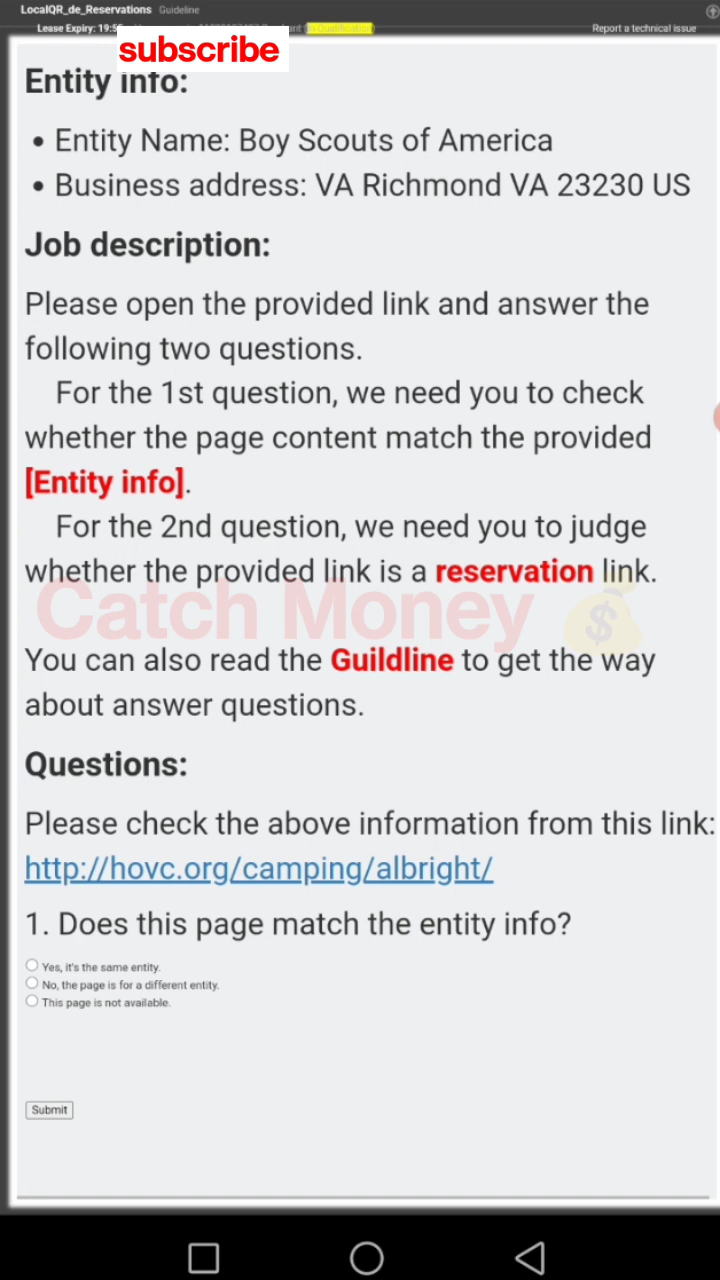 LocalQR_de_Reservations Guideline
Lease Expiry: 19:5
Report a technical issue
subscribe
Entity info:
• Entity Name: Boy Scouts of America
• Business address: VA Richmond VA 23230 US
Job description:
Please open the provided link and answer the
following two questions.
For the 1st question, we need you to check
whether the page content match the provided
[Entity info].
For the 2nd question, we need you to judge
whether the provided link is a reservation link.
Catch Money
You can also read the Guildline to get the way
about answer questions.
Questions:
Please check the above information from this link:
http://hovc.org/camping/albright/
1. Does this page match the entity info?
Yes, it's the same entity.
No, the page is for a different entity.
This page is not available.
Submit